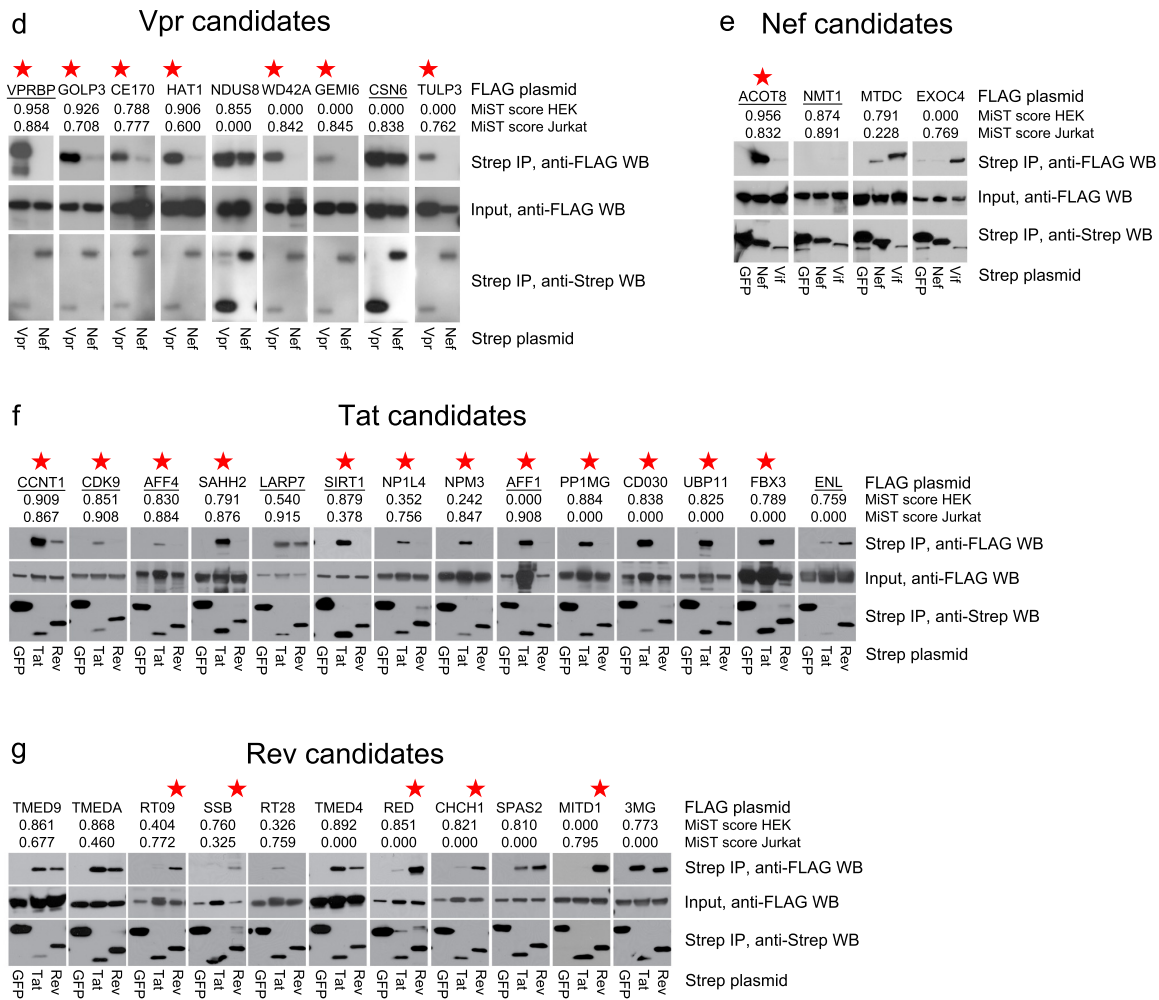 d Vpr candidates
VPRBP GOLP3 CE170 HAT1 NDUS8 WD42A GEMI6 CSN6 TULP3 FLAG plasmid
0.958 0.926 0.788 0.906 0.855 0.000 0.000 0.000 0.000 MiST score HEK
0.884 0.708 0.777 0.600 0.000 0.842 0.845 0.838 0.762 MiST score Jurkat
Strep IP, anti-FLAG WB
Input, anti-FLAG WB
Strep IP, anti-Strep WB
Vpr Nef Vpr Nef Vpr Nef Vpr Nef Vpr Nef Vpr Nef Vpr Nef Vpr Nef Vpr Nef Strep plasmid
e Nef candidates
ACOT8 NMT1 MTDC EXOC4 FLAG plasmid
0.956 0.874 0.791 0.000 MiST score HEK
0.832 0.891 0.228 0.769 MiST score Jurkat
Strep IP, anti-FLAG WB
Input, anti-FLAG WB
Strep IP, anti-Strep WB
GFP Nef Vif GFP Nef Vif GFP Nef Vif GFP Nef Vif Strep plasmid
f Tat candidates
CCNT1 CDK9 AFF4 SAHH2 LARP7 SIRT1 NP1L4 NPM3 AFF1 PP1MG CD030 UBP11 FBX3 ENL FLAG plasmid
0.909 0.851 0.830 0.791 0.540 0.879 0.352 0.242 0.000 0.884 0.838 0.825 0.789 0.759 MiST score HEK
0.867 0.908 0.884 0.876 0.915 0.378 0.756 0.847 0.908 0.000 0.000 0.000 0.000 0.000 MiST score Jurkat
Strep IP, anti-FLAG WB
Input, anti-FLAG WB
Strep IP, anti-Strep WB
GFP Tat Rev GFP Tat Rev GFP Tat Rev GFP Tat Rev GFP Tat Rev GFP Tat Rev GFP Tat Rev GFP Tat Rev GFP Tat Rev GFP Tat Rev GFP Tat Rev GFP Tat Rev GFP Tat Rev GFP Tat Rev Strep plasmid
g Rev candidates
TMED9 TMEDA RT09 SSB RT28 TMED4 RED CHCH1 SPAS2 MITD1 3MG FLAG plasmid
0.861 0.868 0.404 0.760 0.326 0.892 0.851 0.821 0.810 0.000 0.773 MiST score HEK
0.677 0.460 0.772 0.325 0.759 0.000 0.000 0.000 0.000 0.795 0.000 MiST score Jurkat
Strep IP, anti-FLAG WB
Input, anti-FLAG WB
Strep IP, anti-Strep WB
GFP Tat Rev GFP Tat Rev GFP Tat Rev GFP Tat Rev GFP Tat Rev GFP Tat Rev GFP Tat Rev GFP Tat Rev GFP Tat Rev GFP Tat Rev GFP Tat Rev Strep plasmid